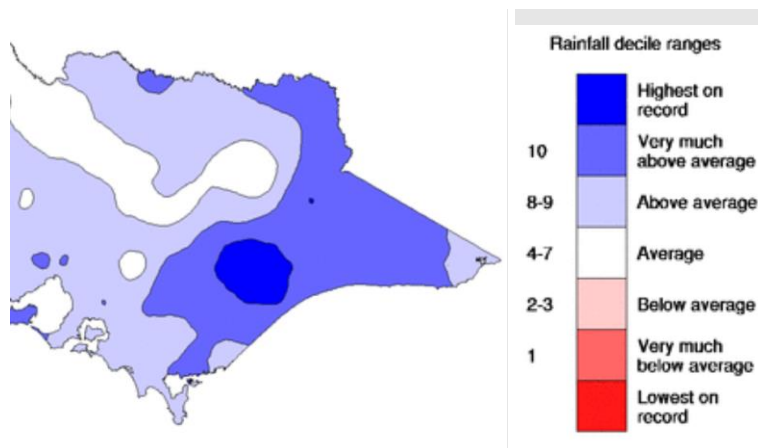 Rainfall decile ranges
Highest on
record
10
Very much
above average
8-9
Above average
4-7
Average
2-3
Below average
1
Very much
below average
Lowest on
record